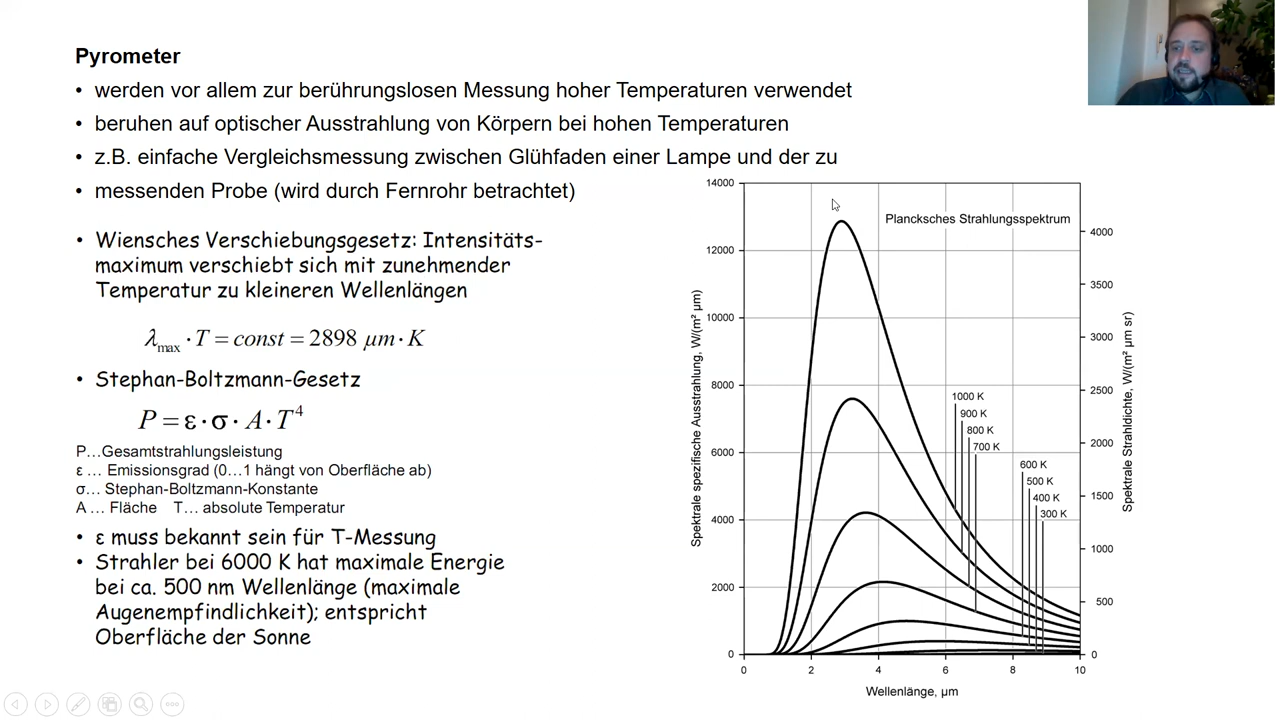 Pyrometer
• werden vor allem zur berührungslosen Messung hoher Temperaturen verwendet
• beruhen auf optischer Ausstrahlung von Körpern bei hohen Temperaturen
• z.B. einfache Vergleichsmessung zwischen Glühfaden einer Lampe und der zu
• messenden Probe (wird durch Fernrohr betrachtet)
• Wiensches Verschiebungsgesetz: Intensitäts-
maximum verschiebt sich mit zunehmender
Temperatur zu kleineren Wellenlängen
λmax · T = const = 2898 µm · K
• Stephan-Boltzmann-Gesetz
P = ε · σ · A · T⁴
P…Gesamtstrahlungsleistung
ε … Emissionsgrad (0…1 hängt von Oberfläche ab)
σ… Stephan-Boltzmann-Konstante
A … Fläche T… absolute Temperatur
• ε muss bekannt sein für T-Messung
• Strahler bei 6000 K hat maximale Energie
bei ca. 500 nm Wellenlänge (maximale
Augenempfindlichkeit); entspricht
Oberfläche der Sonne
Plancksches Strahlungsspektrum
Spektrale spezifische Ausstrahlung, W/(m² µm)
14000
12000
10000
8000
6000
4000
2000
0
1000 K
900 K
800 K
700 K
600 K
500 K
400 K
300 K
4000
3500
3000
2500
2000
1500
1000
500
0
Spektrale Strahldichte, W/(m² µm sr)
0 2 4 6 8 10
Wellenlänge, µm